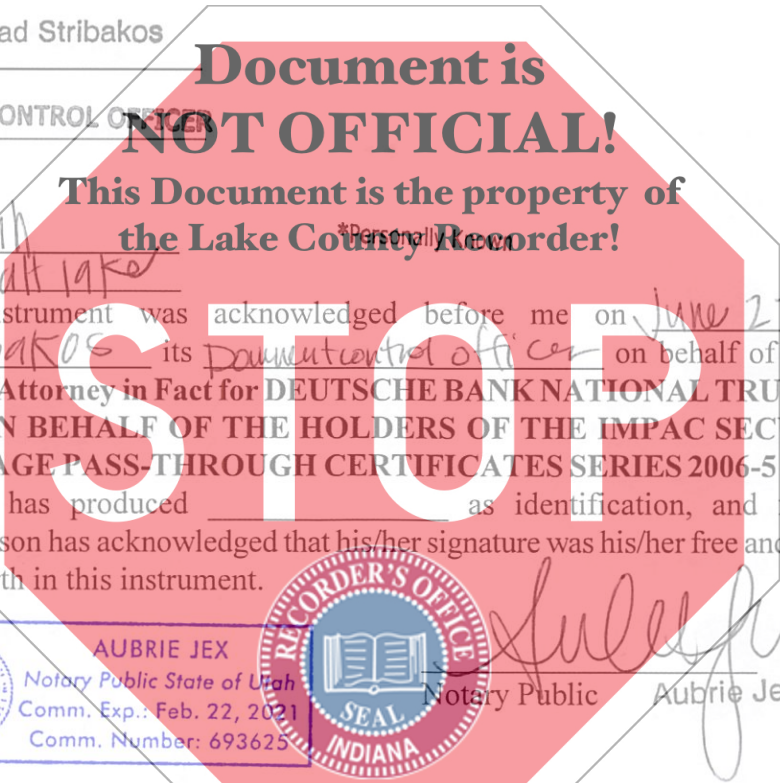 ad Stribakos
Document is
ONTROL OFFICER
NOT OFFICIAL!
This Document is the property of
the Lake County Recorder!
*Personally Known
alt lake
strument was acknowledged before me on June 2
akos its Document control officer on behalf of
Attorney in Fact for DEUTSCHE BANK NATIONAL TRU
N BEHALF OF THE HOLDERS OF THE IMPAC SEC
AGE PASS-THROUGH CERTIFICATES SERIES 2006-5
has produced as identification, and
son has acknowledged that his/her signature was his/her free and
th in this instrument.
STOP
RECORDER'S OFFICE
SEAL
INDIANA
AUBRIE JEX
Notary Public State of Utah
Comm. Exp.: Feb. 22, 2021
Comm. Number: 693625
Notary Public Aubrie Je